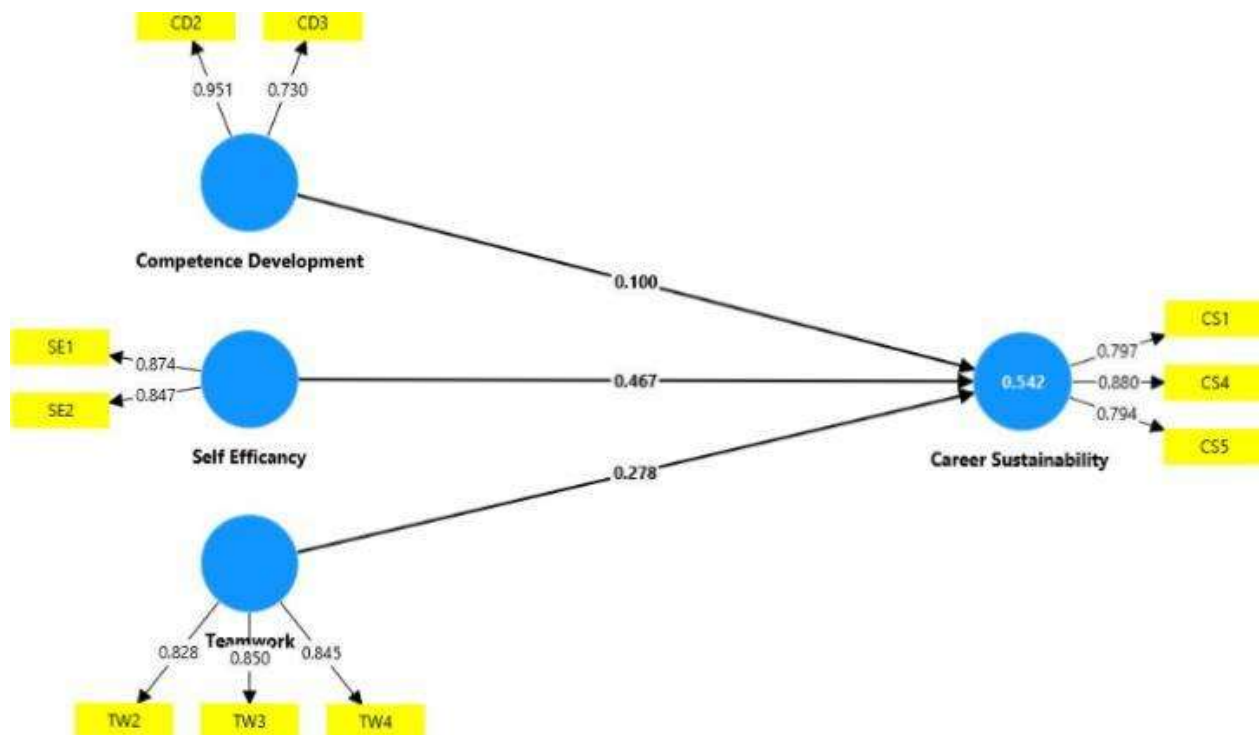 CD2 CD3
0.951 0.730
Competence Development
0.100
SE1
0.874
SE2
0.847
Self Efficancy
0.467
0.542
CS1
0.797
CS4
0.880
CS5
0.794
Career Sustainability
0.278
Teamwork
0.828 0.850 0.845
TW2 TW3 TW4